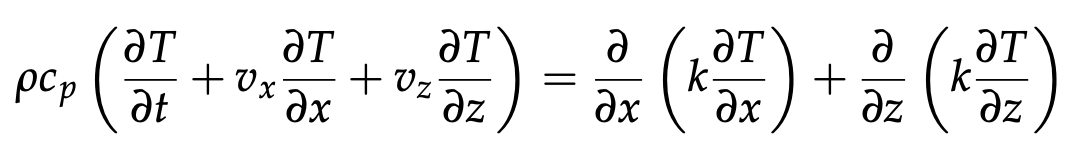 ρc_p (∂T/∂t + v_x ∂T/∂x + v_z ∂T/∂z) = ∂/∂x (k ∂T/∂x) + ∂/∂z (k ∂T/∂z)